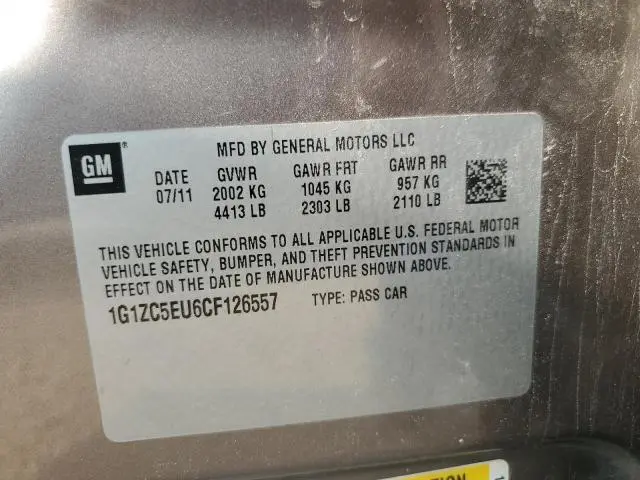 GM
MFD BY GENERAL MOTORS LLC
DATE GVWR GAWR FRT GAWR RR
07/11 2002 KG 1045 KG 957 KG
4413 LB 2303 LB 2110 LB
THIS VEHICLE CONFORMS TO ALL APPLICABLE U.S. FEDERAL MOTOR
VEHICLE SAFETY, BUMPER, AND THEFT PREVENTION STANDARDS IN
EFFECT ON THE DATE OF MANUFACTURE SHOWN ABOVE.
1G1ZC5EU6CF126557 TYPE: PASS CAR